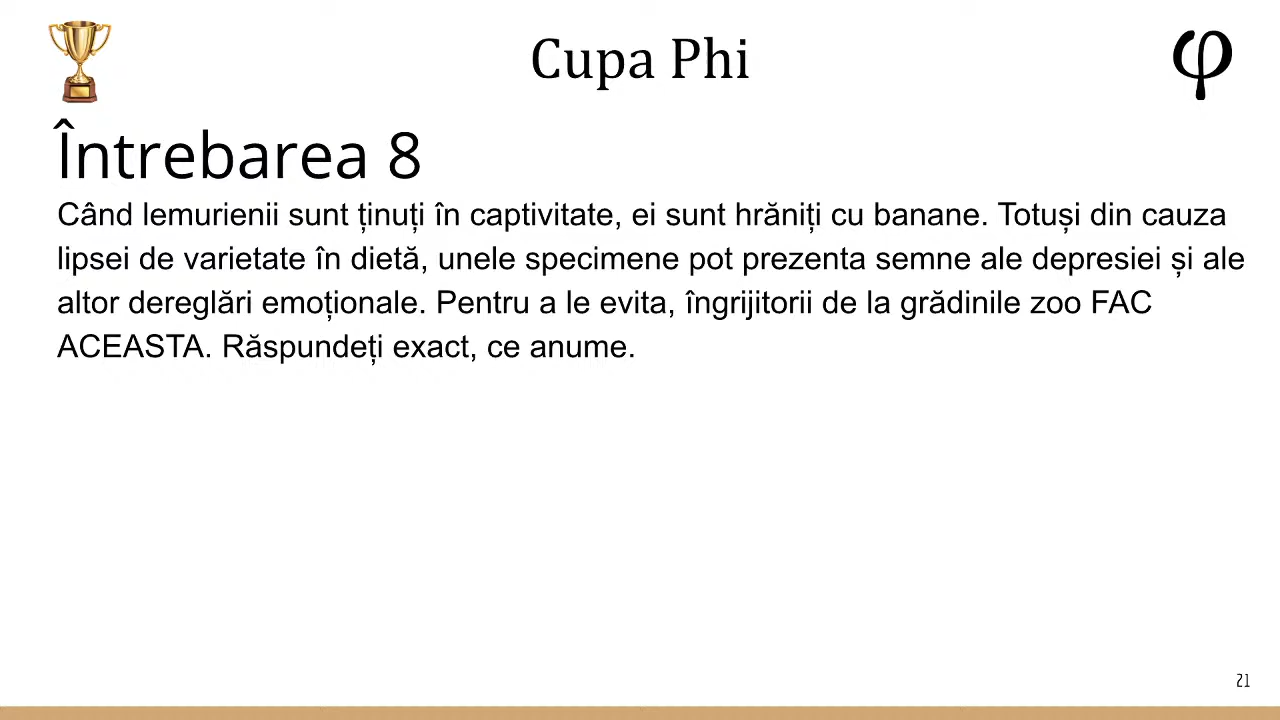 Cupa Phi
φ
Întrebarea 8
Când lemurienii sunt ținuți în captivitate, ei sunt hrăniți cu banane. Totuși din cauza
lipsei de varietate în dietă, unele specimene pot prezenta semne ale depresiei și ale
altor dereglări emoționale. Pentru a le evita, îngrijitorii de la grădinile zoo FAC
ACEASTA. Răspundeți exact, ce anume.
21